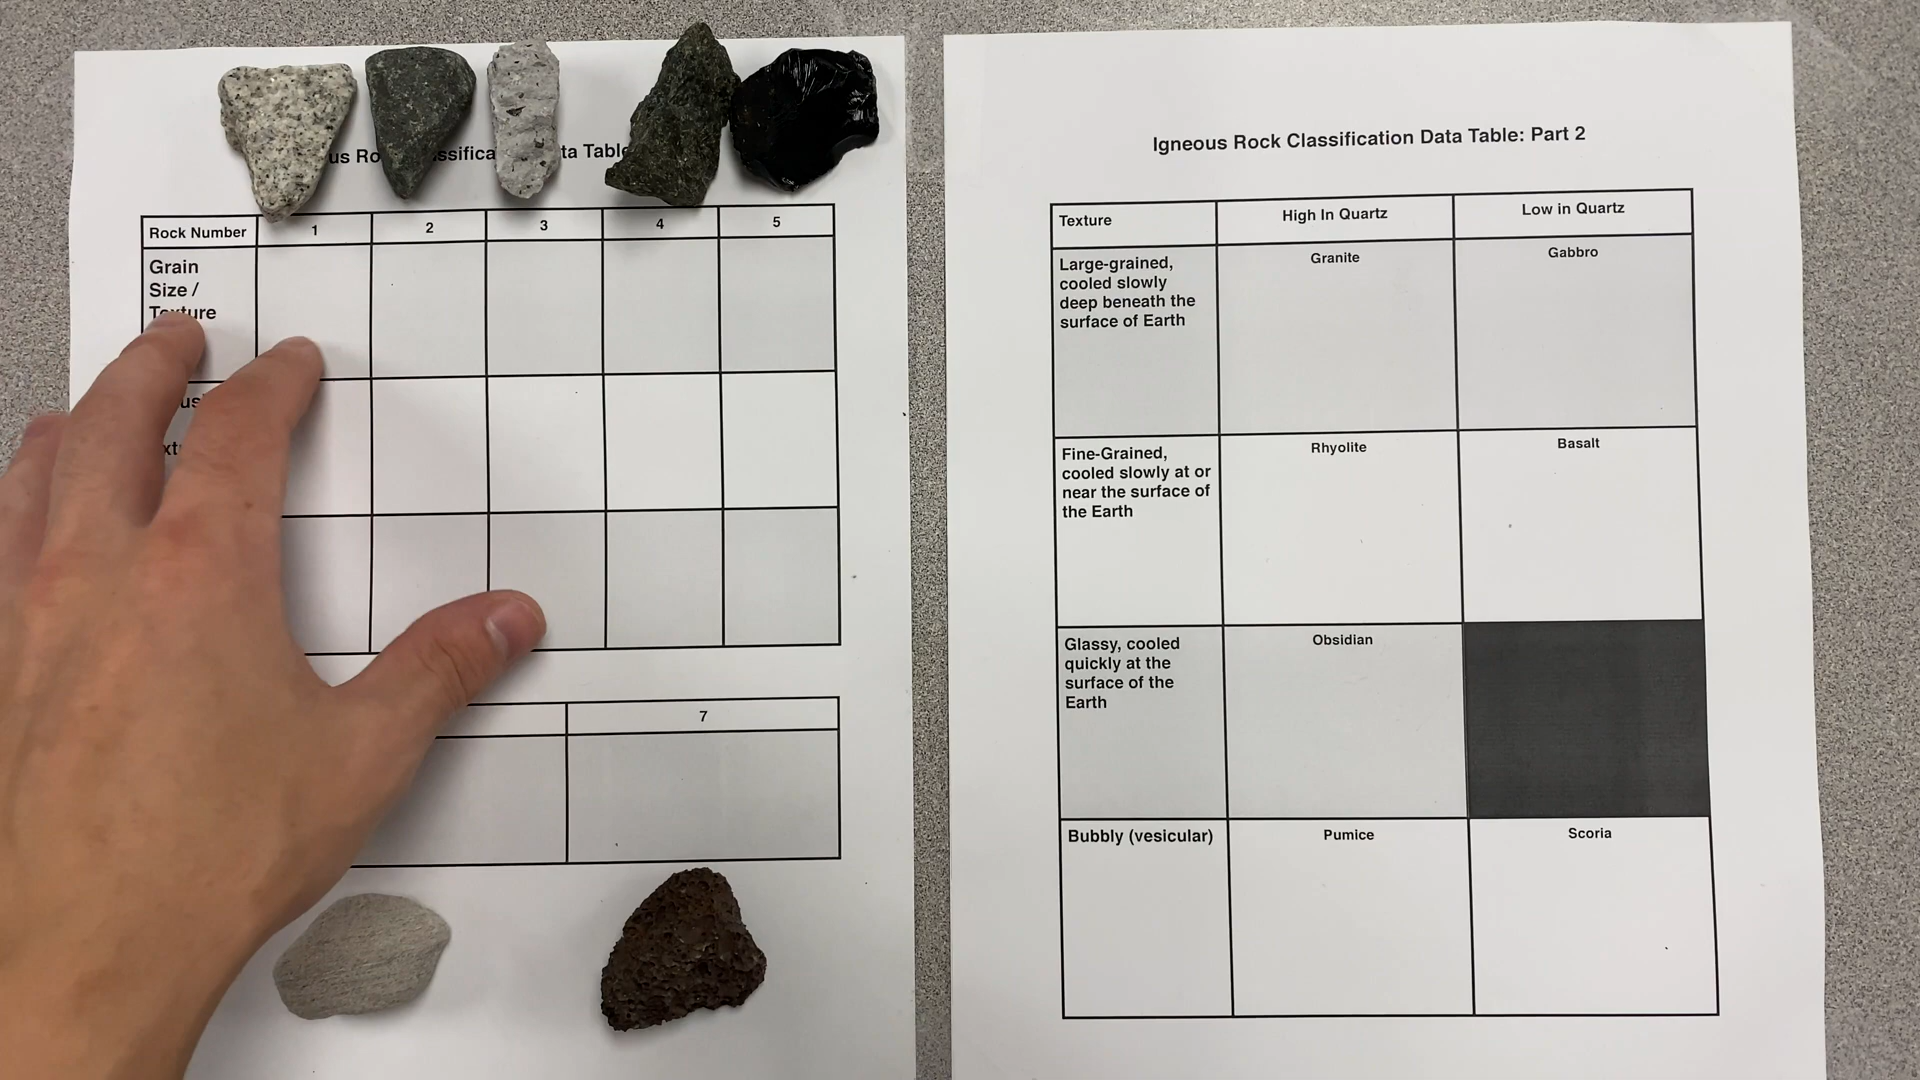 us Ro ssifica ta Table
Rock Number 1 2 3 4 5
Grain
Size /
Texture
7
Igneous Rock Classification Data Table: Part 2
Texture High In Quartz Low in Quartz
Large-grained,
cooled slowly
deep beneath the
surface of Earth
Granite
Gabbro
Fine-Grained,
cooled slowly at or
near the surface of
the Earth
Rhyolite
Basalt
Glassy, cooled
quickly at the
surface of the
Earth
Obsidian
Bubbly (vesicular) Pumice Scoria